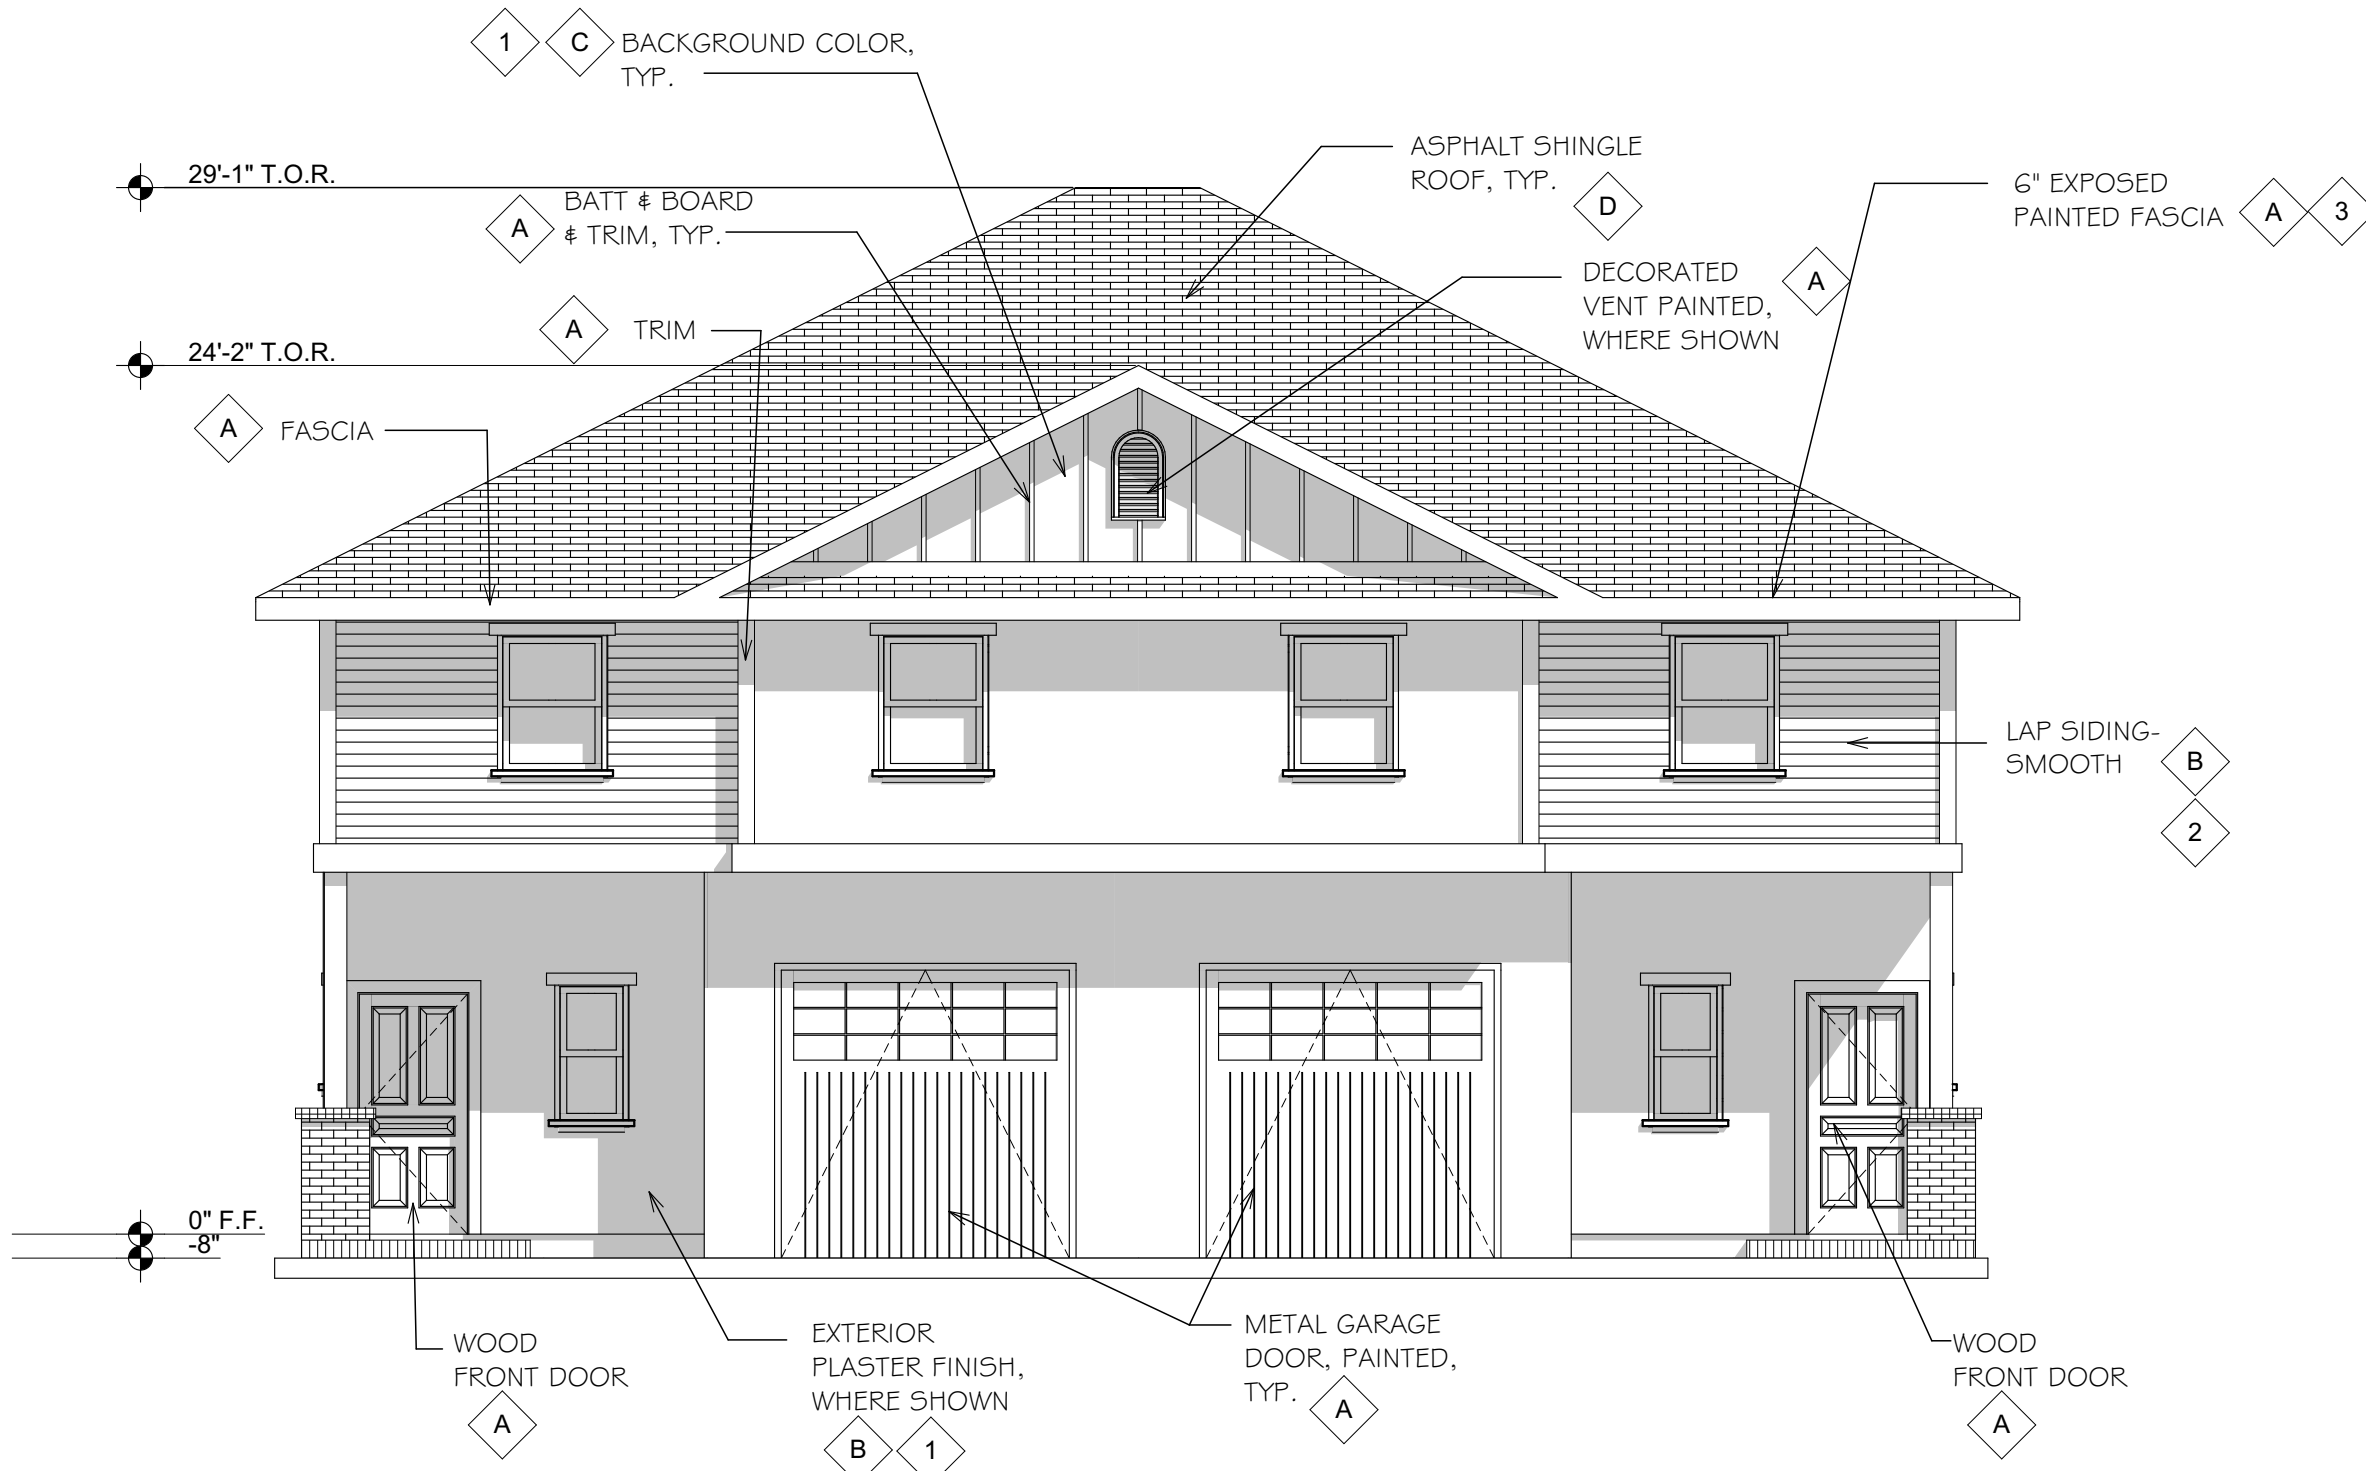 1 C BACKGROUND COLOR,
TYP.
29'-1" T.O.R.
A BATT & BOARD
& TRIM, TYP.
ASPHALT SHINGLE
ROOF, TYP.
D
6" EXPOSED
PAINTED FASCIA A 3
DECORATED A
VENT PAINTED,
WHERE SHOWN
A TRIM
24'-2" T.O.R.
A FASCIA
LAP SIDING-
SMOOTH B
2
0" F.F.
-8"
WOOD
FRONT DOOR
A
EXTERIOR
PLASTER FINISH,
WHERE SHOWN
B 1
METAL GARAGE
DOOR, PAINTED,
TYP. A
WOOD
FRONT DOOR
A